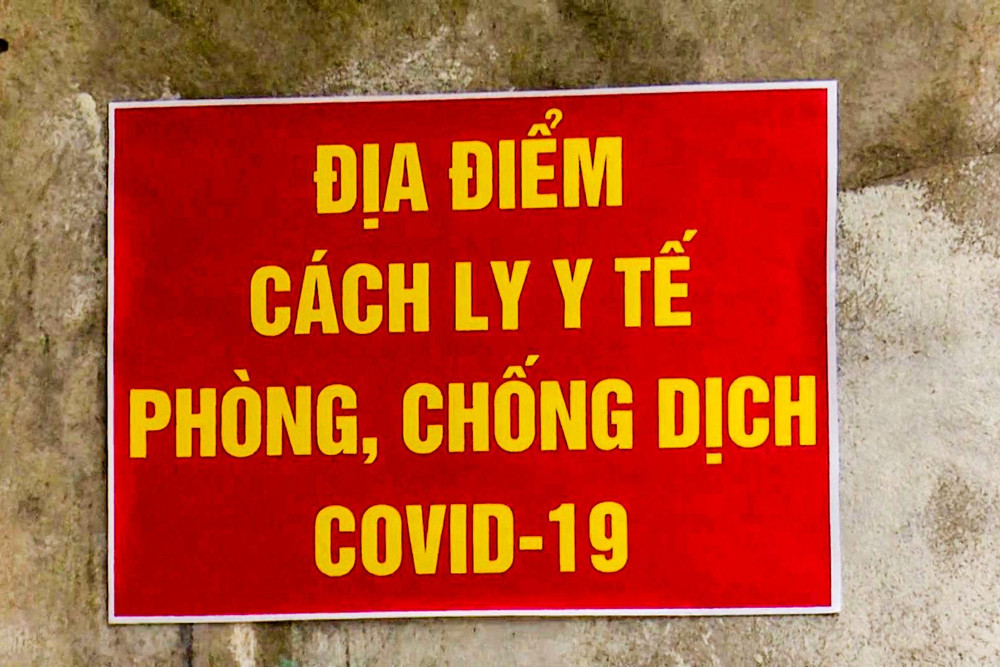 ĐỊA ĐIỂM
CÁCH LY Y TẾ
PHÒNG, CHỐNG DỊCH
COVID-19